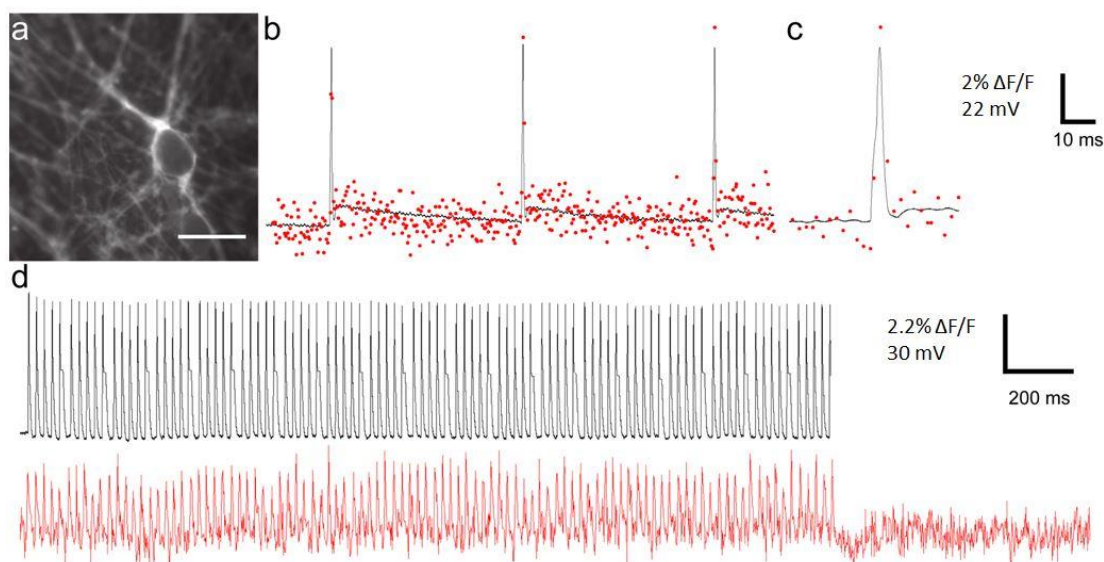 a
b
c
2% ΔF/F
22 mV
10 ms
d
2.2% ΔF/F
30 mV
200 ms